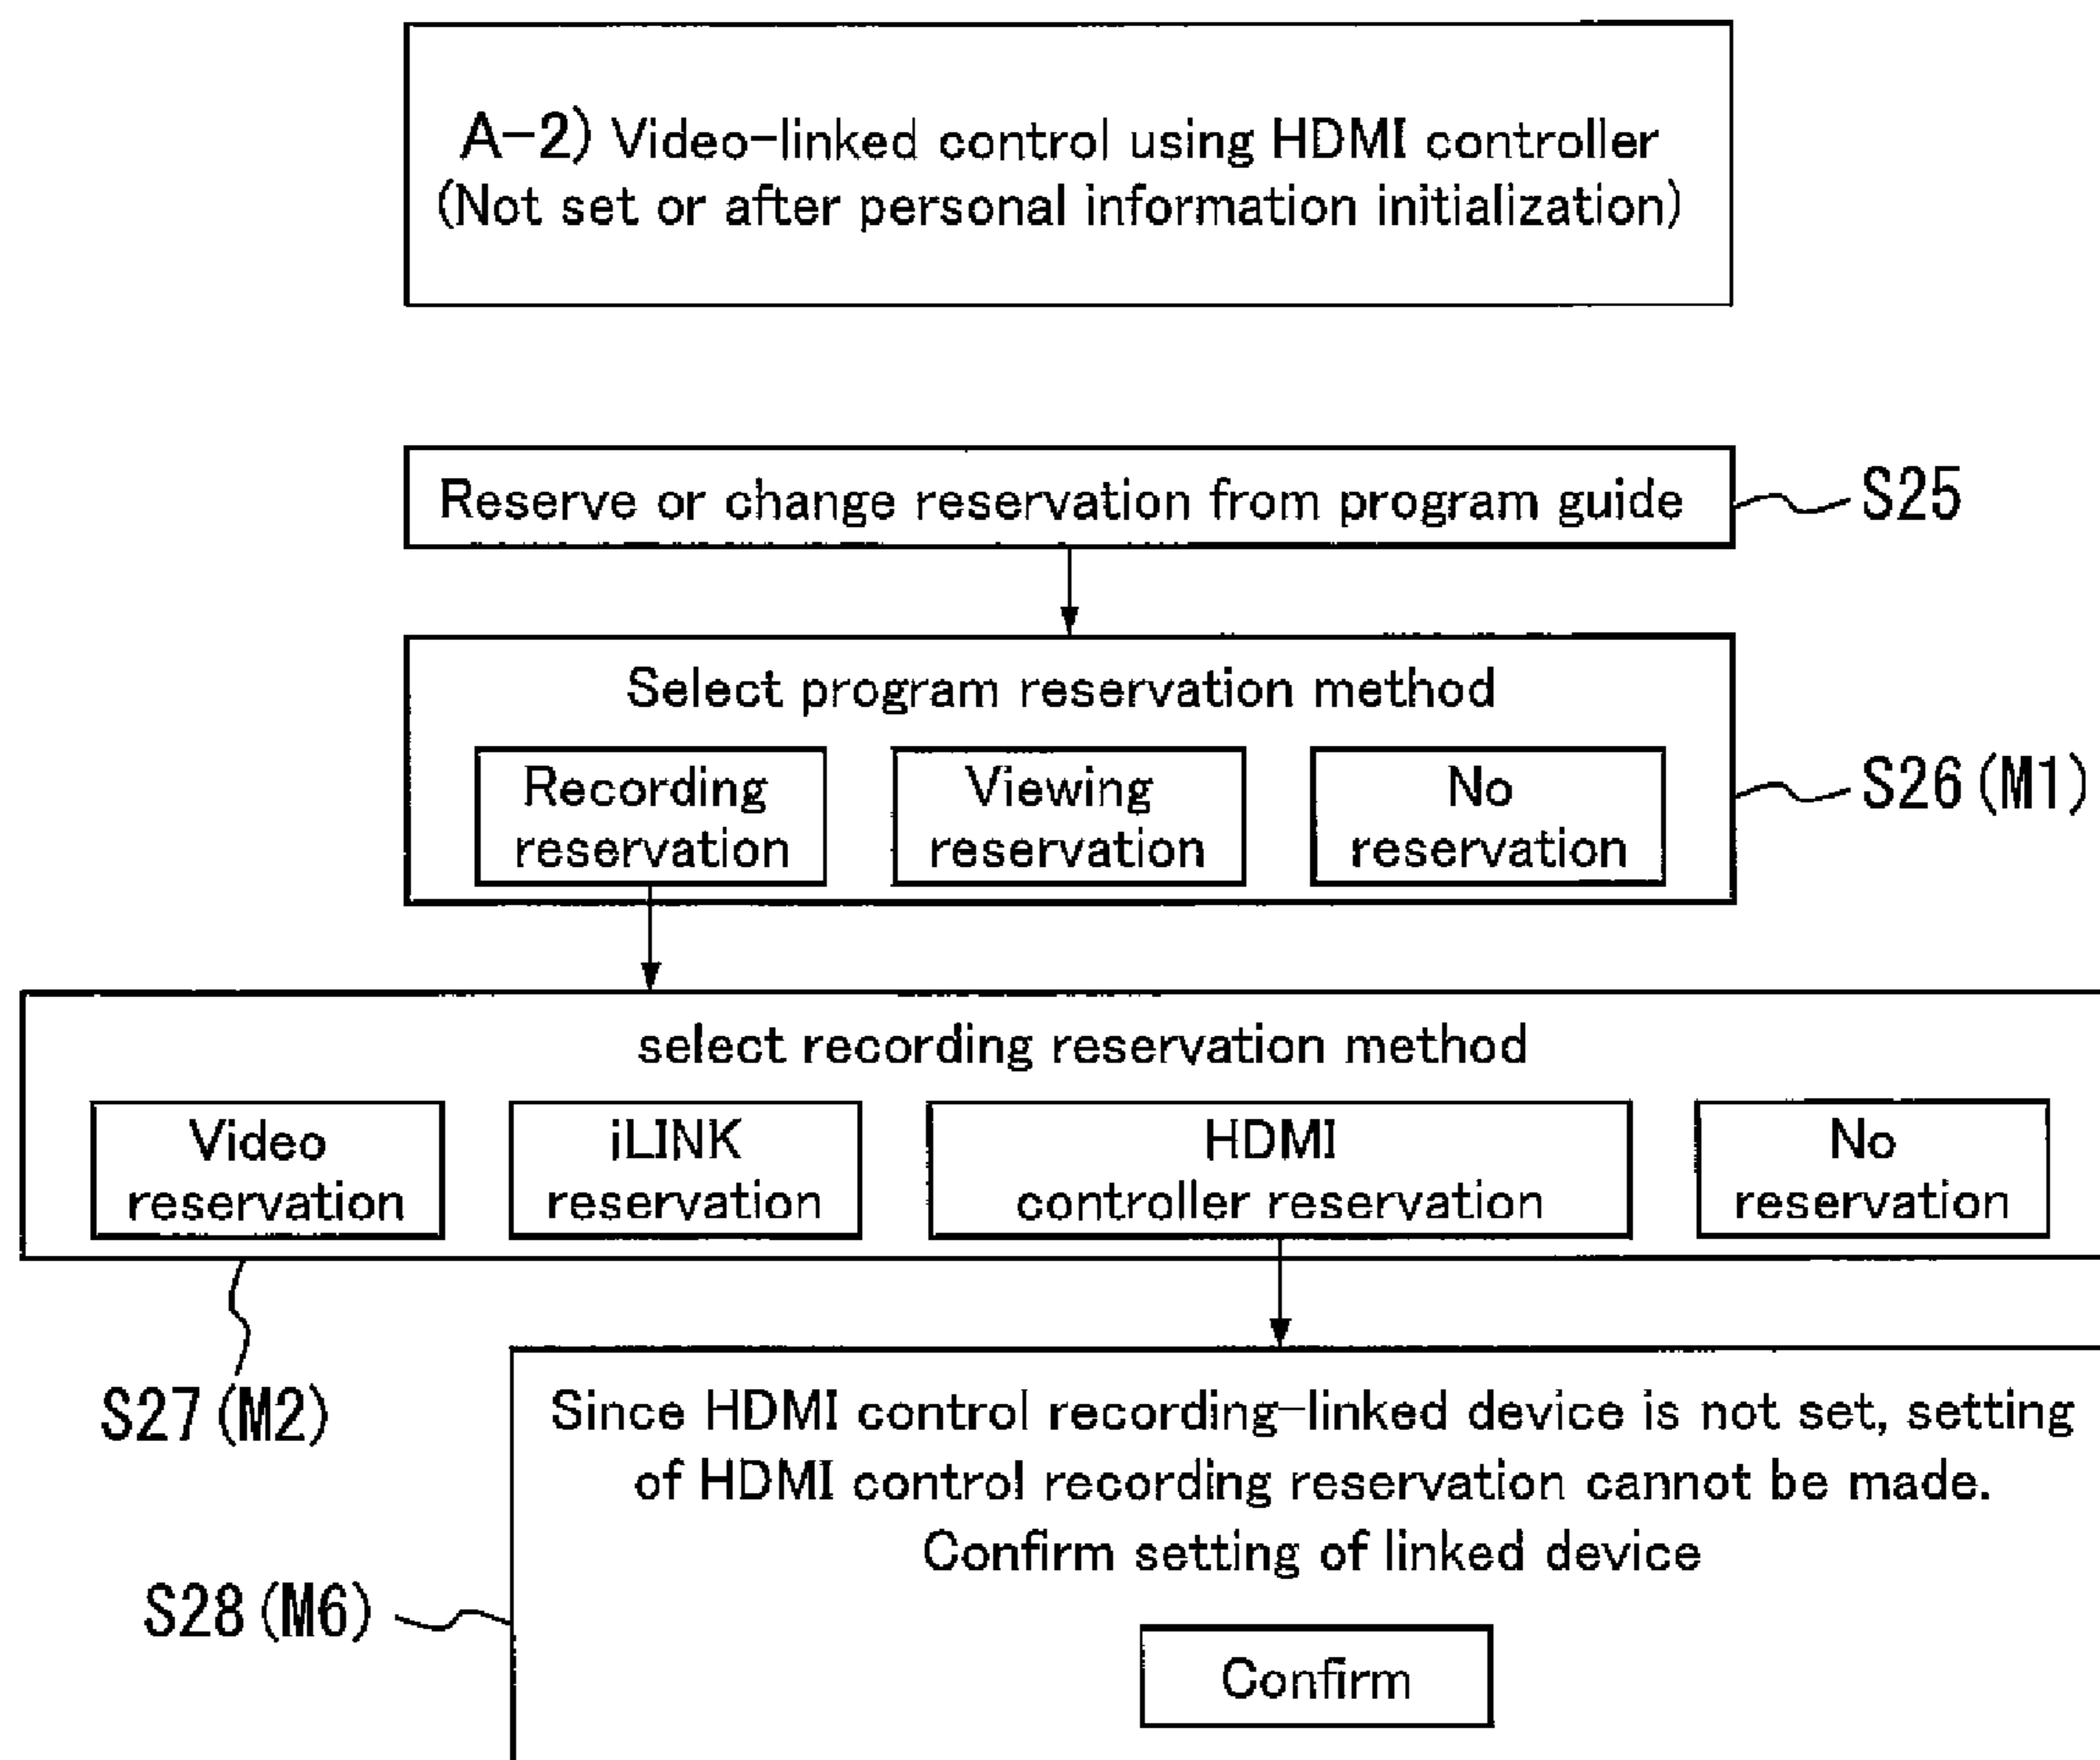 A-2) Video-linked control using HDMI controller
(Not set or after personal information initialization)
Reserve or change reservation from program guide
S25
Select program reservation method
Recording
reservation
Viewing
reservation
No
reservation
S26 (M1)
select recording reservation method
Video
reservation
iLINK
reservation
HDMI
controller reservation
No
reservation
S27 (M2)
Since HDMI control recording-linked device is not set, setting
of HDMI control recording reservation cannot be made.
Confirm setting of linked device
S28 (M6)
Confirm